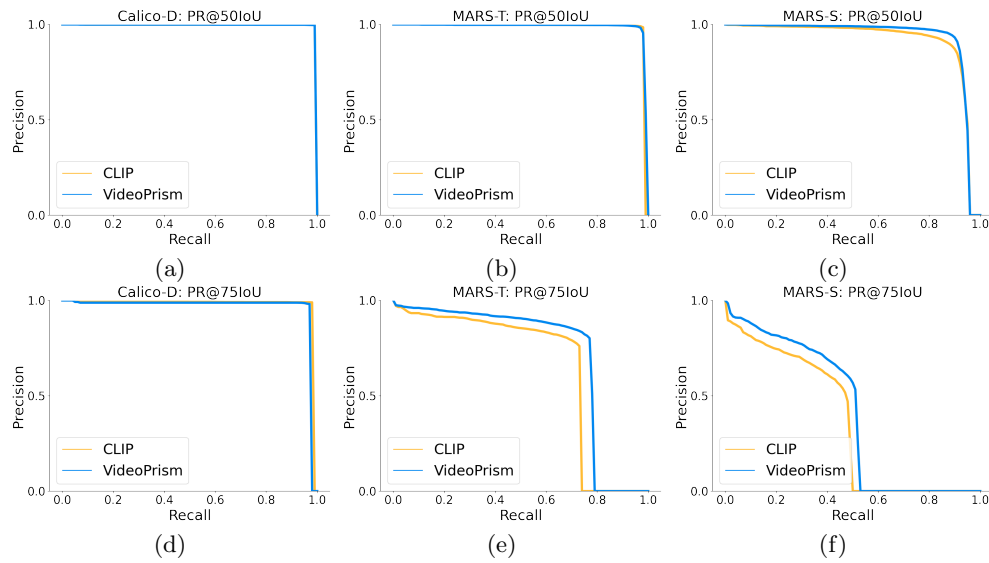 Calico-D: PR@50IoU
1.0
0.5
0.0
Precision
CLIP
VideoPrism
0.0 0.2 0.4 0.6 0.8 1.0
Recall
(a)
MARS-T: PR@50IoU
1.0
0.5
0.0
Precision
CLIP
VideoPrism
0.0 0.2 0.4 0.6 0.8 1.0
Recall
(b)
MARS-S: PR@50IoU
1.0
0.5
0.0
Precision
CLIP
VideoPrism
0.0 0.2 0.4 0.6 0.8 1.0
Recall
(c)
Calico-D: PR@75IoU
1.0
0.5
0.0
Precision
CLIP
VideoPrism
0.0 0.2 0.4 0.6 0.8 1.0
Recall
(d)
MARS-T: PR@75IoU
1.0
0.5
0.0
Precision
CLIP
VideoPrism
0.0 0.2 0.4 0.6 0.8 1.0
Recall
(e)
MARS-S: PR@75IoU
1.0
0.5
0.0
Precision
CLIP
VideoPrism
0.0 0.2 0.4 0.6 0.8 1.0
Recall
(f)